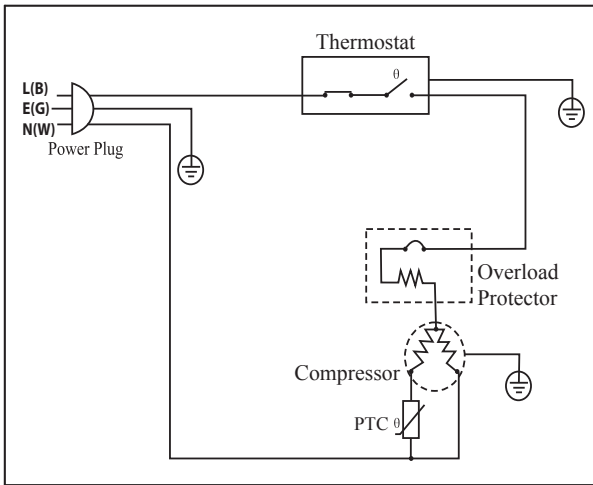 Thermostat
θ
L(B)
E(G)
N(W)
Power Plug
Overload
Protector
Compressor
PTC θ